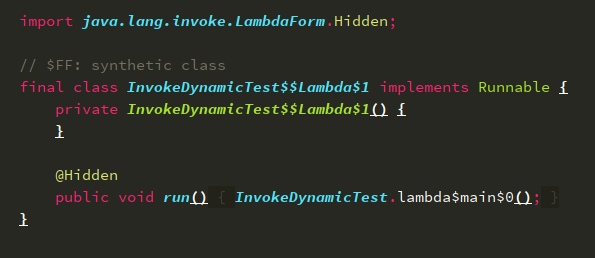 import java.lang.invoke.LambdaForm.Hidden;
// $FF: synthetic class
final class InvokeDynamicTest$$Lambda$1 implements Runnable {
    private InvokeDynamicTest$$Lambda$1() {
    }
    @Hidden
    public void run() { InvokeDynamicTest.lambda$main$0(); }
}